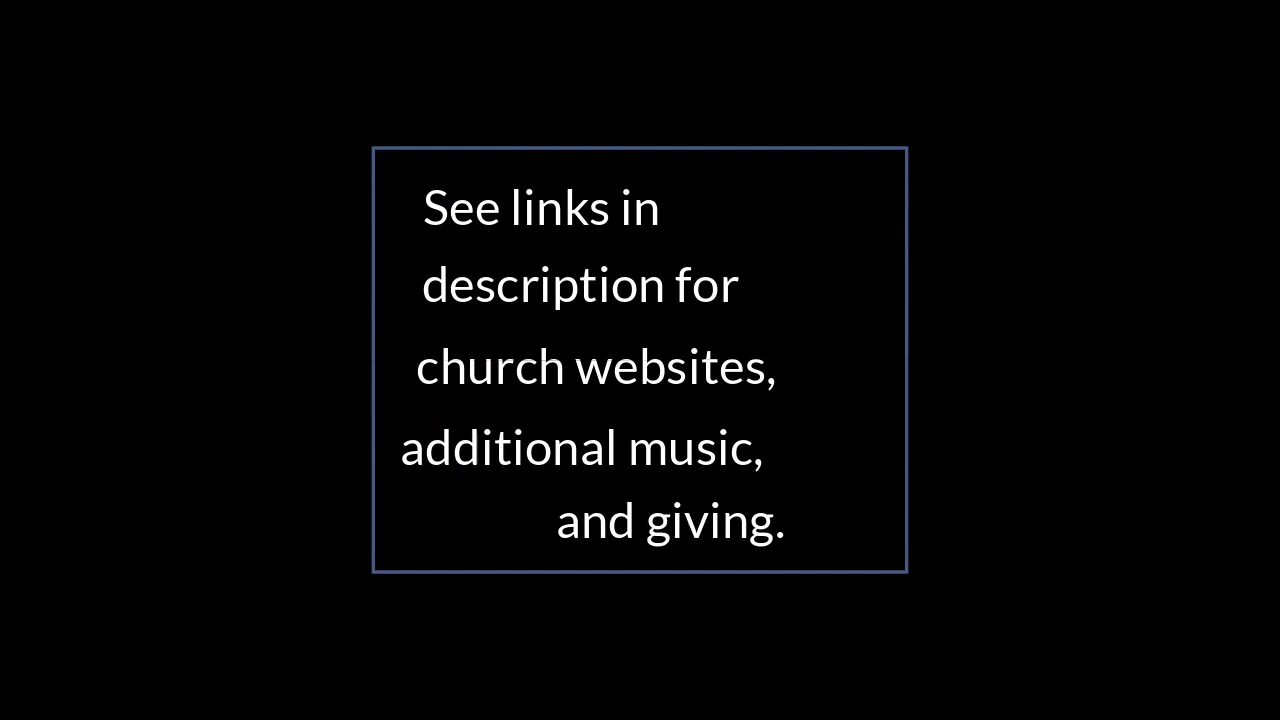 See links in
description for
church websites,
additional music,
and giving.